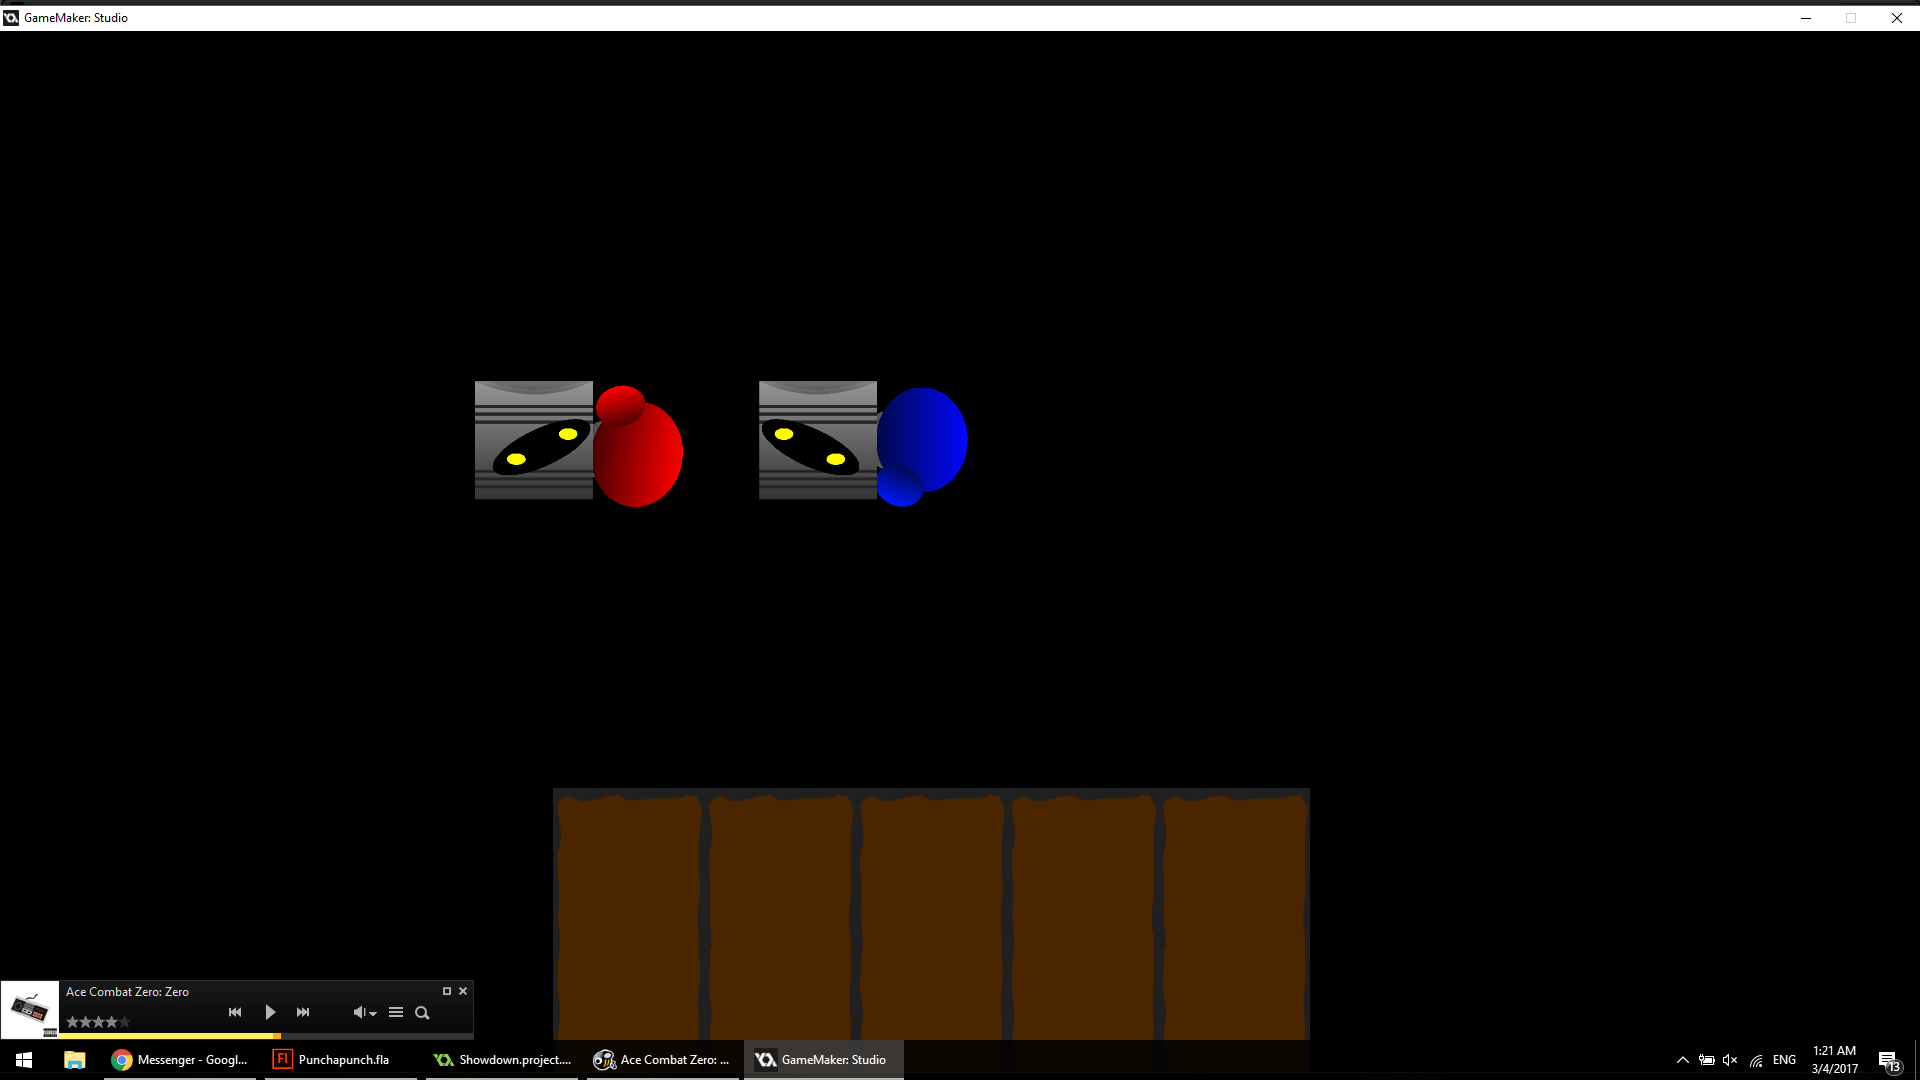 GameMaker: Studio
Ace Combat Zero: Zero
Messenger - Googl...
Fl
Punchapunch.fla
Showdown.project....
Ace Combat Zero: ...
GameMaker: Studio
ENG
1:21 AM
3/4/2017
13